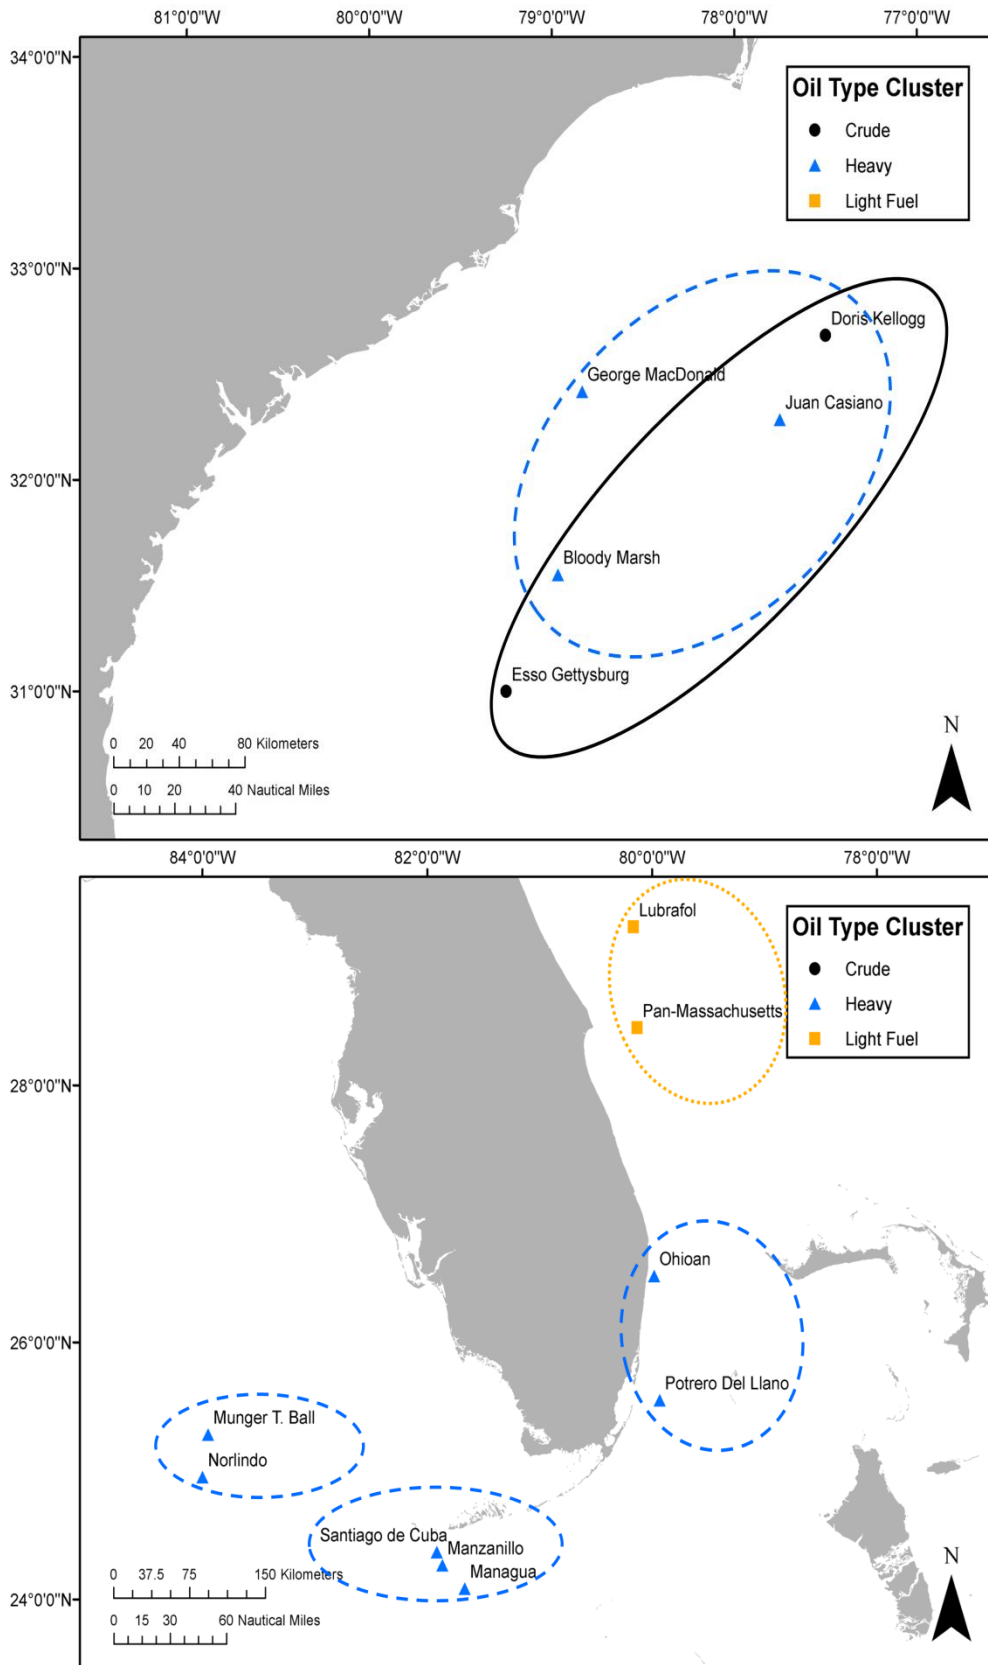 81°0'0"W 80°0'0"W 79°0'0"W 78°0'0"W 77°0'0"W
34°0'0"N
Oil Type Cluster
Crude
Heavy
Light Fuel
33°0'0"N
Doris Kellogg
George MacDonald
Juan Casiano
32°0'0"N
Bloody Marsh
Esso Gettysburg
31°0'0"N
N
0 20 40 80 Kilometers
0 10 20 40 Nautical Miles
84°0'0"W 82°0'0"W 80°0'0"W 78°0'0"W
Lubrafol
Oil Type Cluster
Crude
Heavy
Light Fuel
Pan-Massachusetts
28°0'0"N
Ohioan
26°0'0"N
Potrero Del Llano
Munger T. Ball
Norlindo
Santiago de Cuba
Manzanillo
Managua
N
0 37.5 75 150 Kilometers
24°0'0"N
0 15 30 60 Nautical Miles